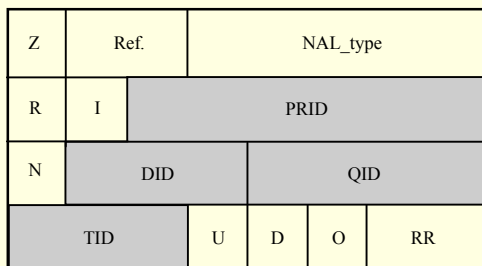 Z Ref. NAL_type
R I PRID
N DID QID
TID U D O RR